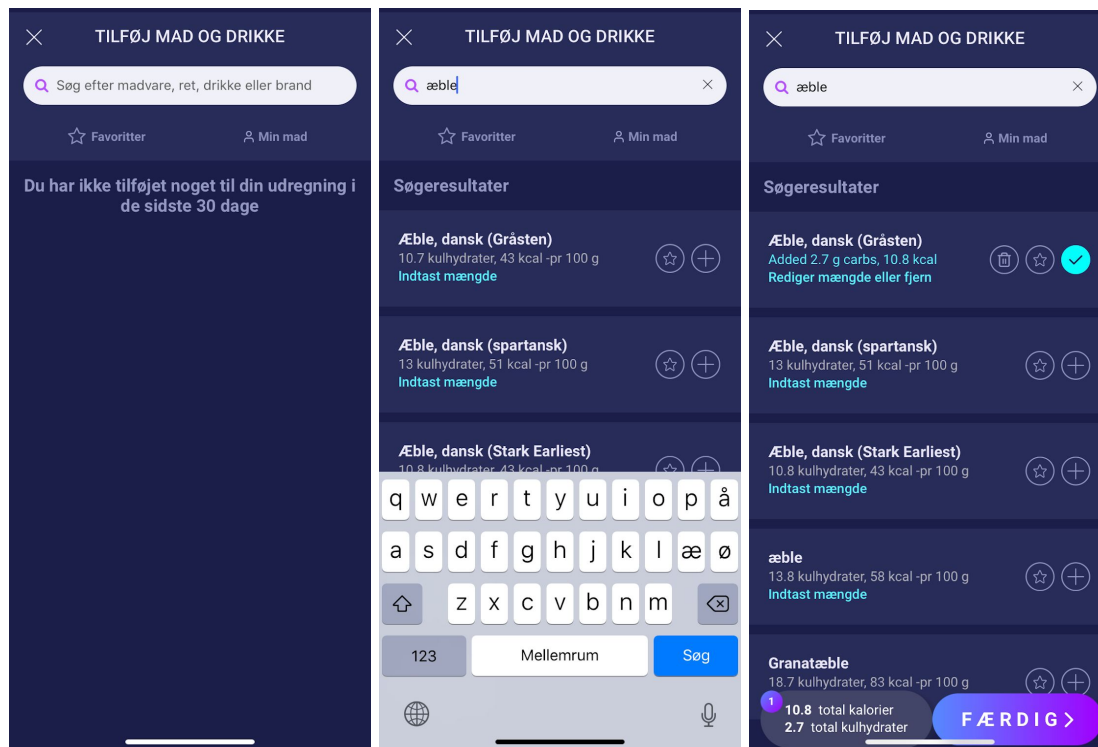 TILFØJ MAD OG DRIKKE
Søg efter madvare, ret, drikke eller brand
Favoritter
Min mad
Du har ikke tilføjet noget til din udregning i
de sidste 30 dage
TILFØJ MAD OG DRIKKE
æble
Favoritter
Min mad
Søgeresultater
Æble, dansk (Gråsten)
10.7 kulhydrater, 43 kcal -pr 100 g
Indtast mængde
Æble, dansk (spartansk)
13 kulhydrater, 51 kcal -pr 100 g
Indtast mængde
Æble, dansk (Stark Earliest)
10.8 kulhydrater, 43 kcal -pr 100 g
q w e r t y u i o p å
a s d f g h j k l æ ø
z x c v b n m
123 Mellemrum Søg
TILFØJ MAD OG DRIKKE
æble
Favoritter
Min mad
Søgeresultater
Æble, dansk (Gråsten)
Added 2.7 g carbs, 10.8 kcal
Rediger mængde eller fjern
Æble, dansk (spartansk)
13 kulhydrater, 51 kcal -pr 100 g
Indtast mængde
Æble, dansk (Stark Earliest)
10.8 kulhydrater, 43 kcal -pr 100 g
Indtast mængde
æble
13.8 kulhydrater, 58 kcal -pr 100 g
Indtast mængde
Granatæble
18.7 kulhydrater, 83 kcal -pr 100 g
1
10.8 total kalorier
2.7 total kulhydrater
FÆRDIG